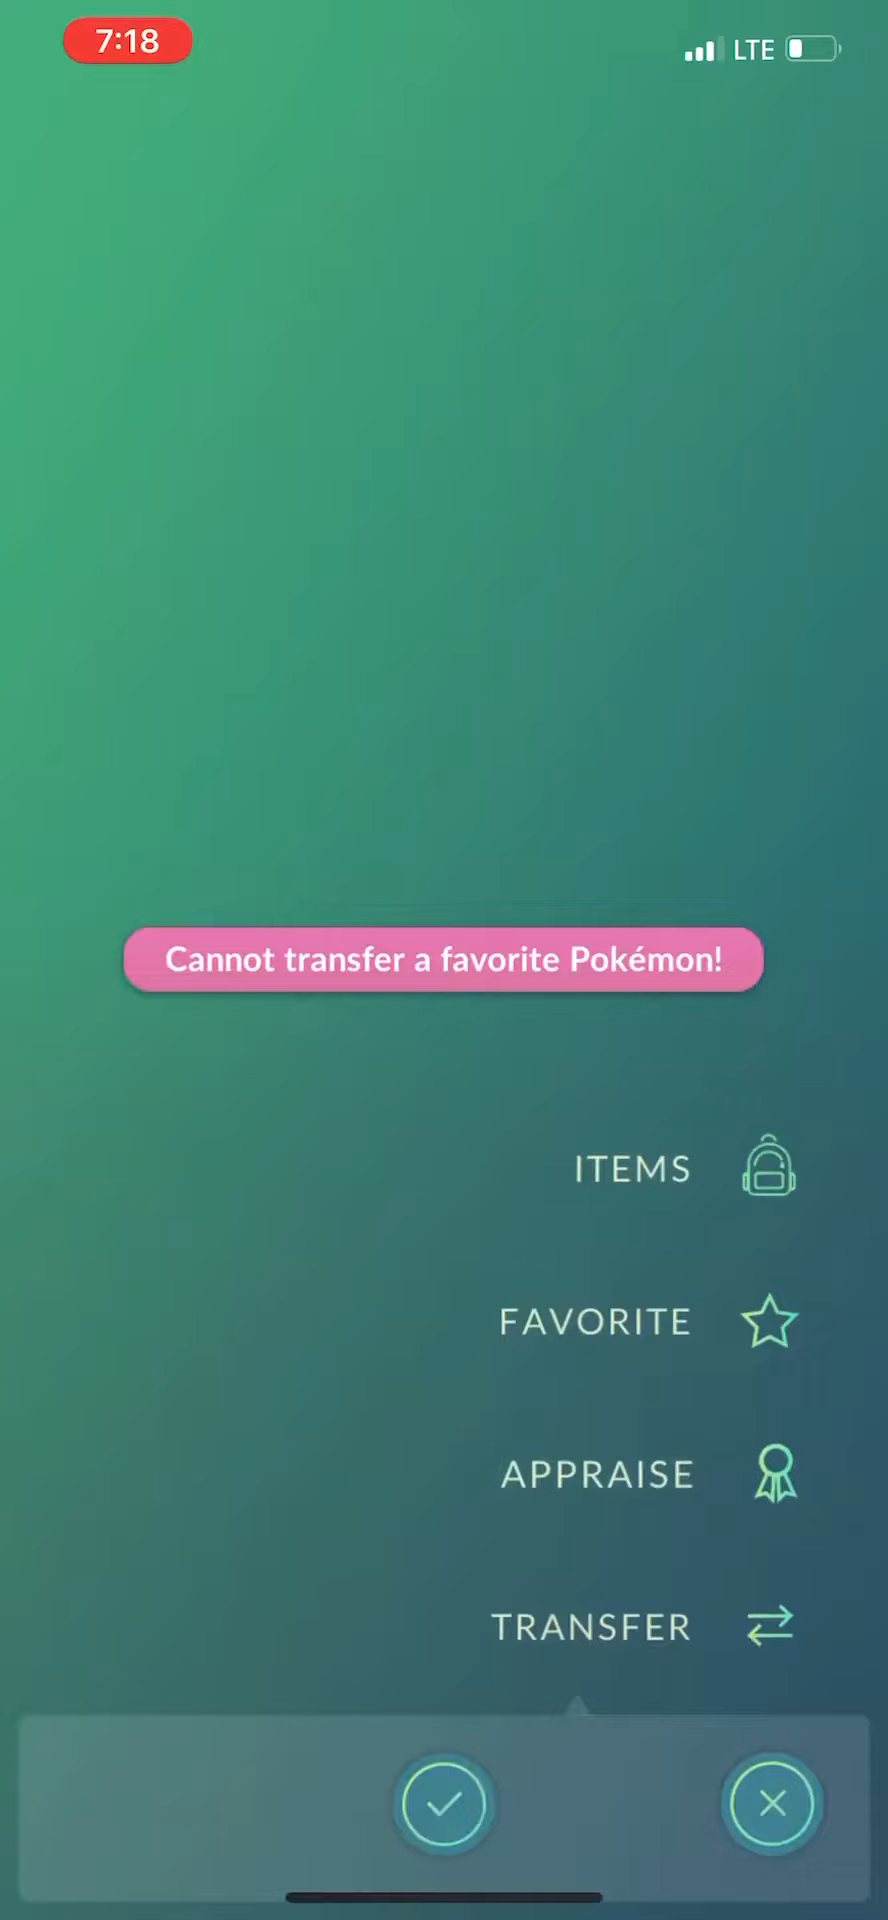 7:18 LTE
Cannot transfer a favorite Pokémon!
ITEMS
FAVORITE
APPRAISE
TRANSFER